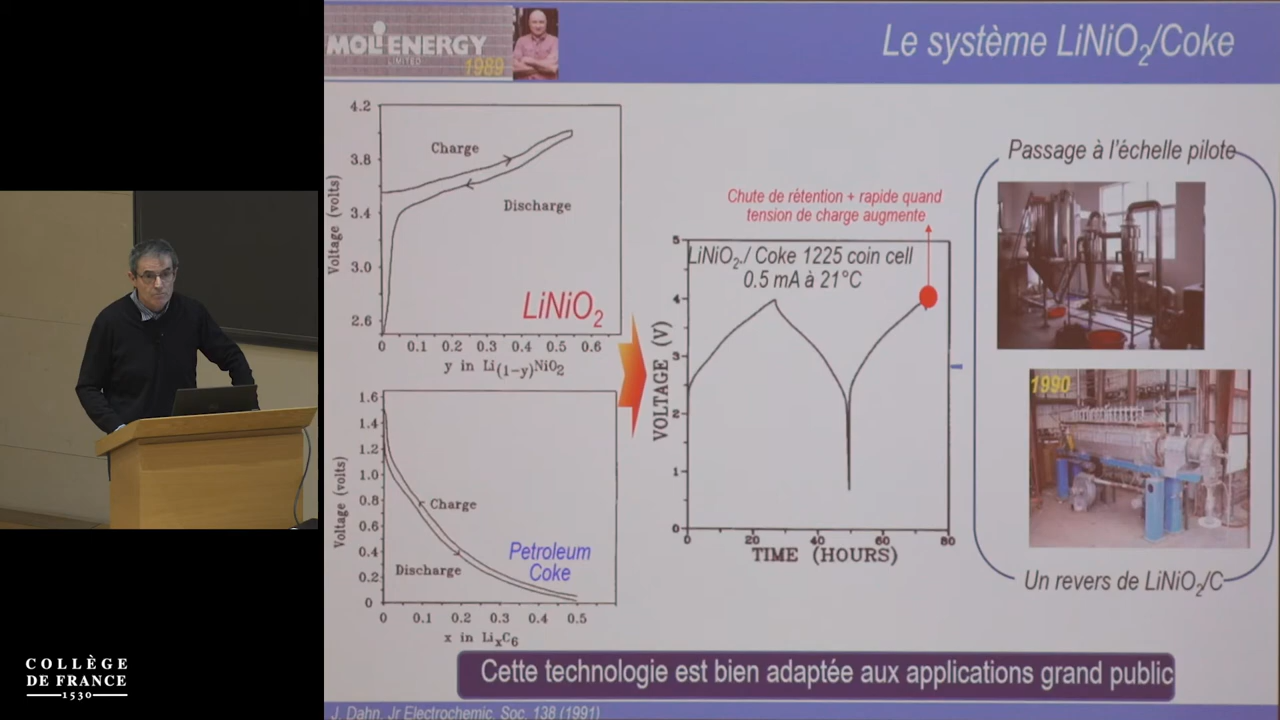 MOLIENERGY
LIMITED
1989
Le système LiNiO2/Coke
4.2
3.8
3.4
3.0
2.6
Voltage (volts)
Charge
Discharge
LiNiO2
0 0.1 0.2 0.3 0.4 0.5 0.6
y in Li(1-y)NiO2
1.6
1.4
1.2
1.0
0.8
0.6
0.4
0.2
0
Voltage (volts)
Charge
Discharge
Petroleum
Coke
0 0.1 0.2 0.3 0.4 0.5
x in LixC6
Chute de rétention + rapide quand
tension de charge augmente
LiNiO2/ Coke 1225 coin cell
0.5 mA à 21°C
5
4
3
2
1
0
VOLTAGE (V)
0 20 40 60 80
TIME (HOURS)
Passage à l'échelle pilote
1990
Un revers de LiNiO2/C
Cette technologie est bien adaptée aux applications grand public
J. Dahn, Jr Electrochemic. Soc. 138 (1991)
COLLÈGE
DE FRANCE
1530